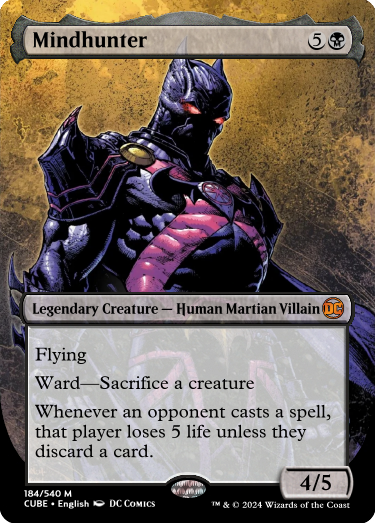 Mindhunter 5
Legendary Creature — Human Martian Villain DC
Flying
Ward—Sacrifice a creature
Whenever an opponent casts a spell,
that player loses 5 life unless they
discard a card.
4/5
184/540 M
CUBE • English DC COMICS
™ & © 2024 Wizards of the Coast